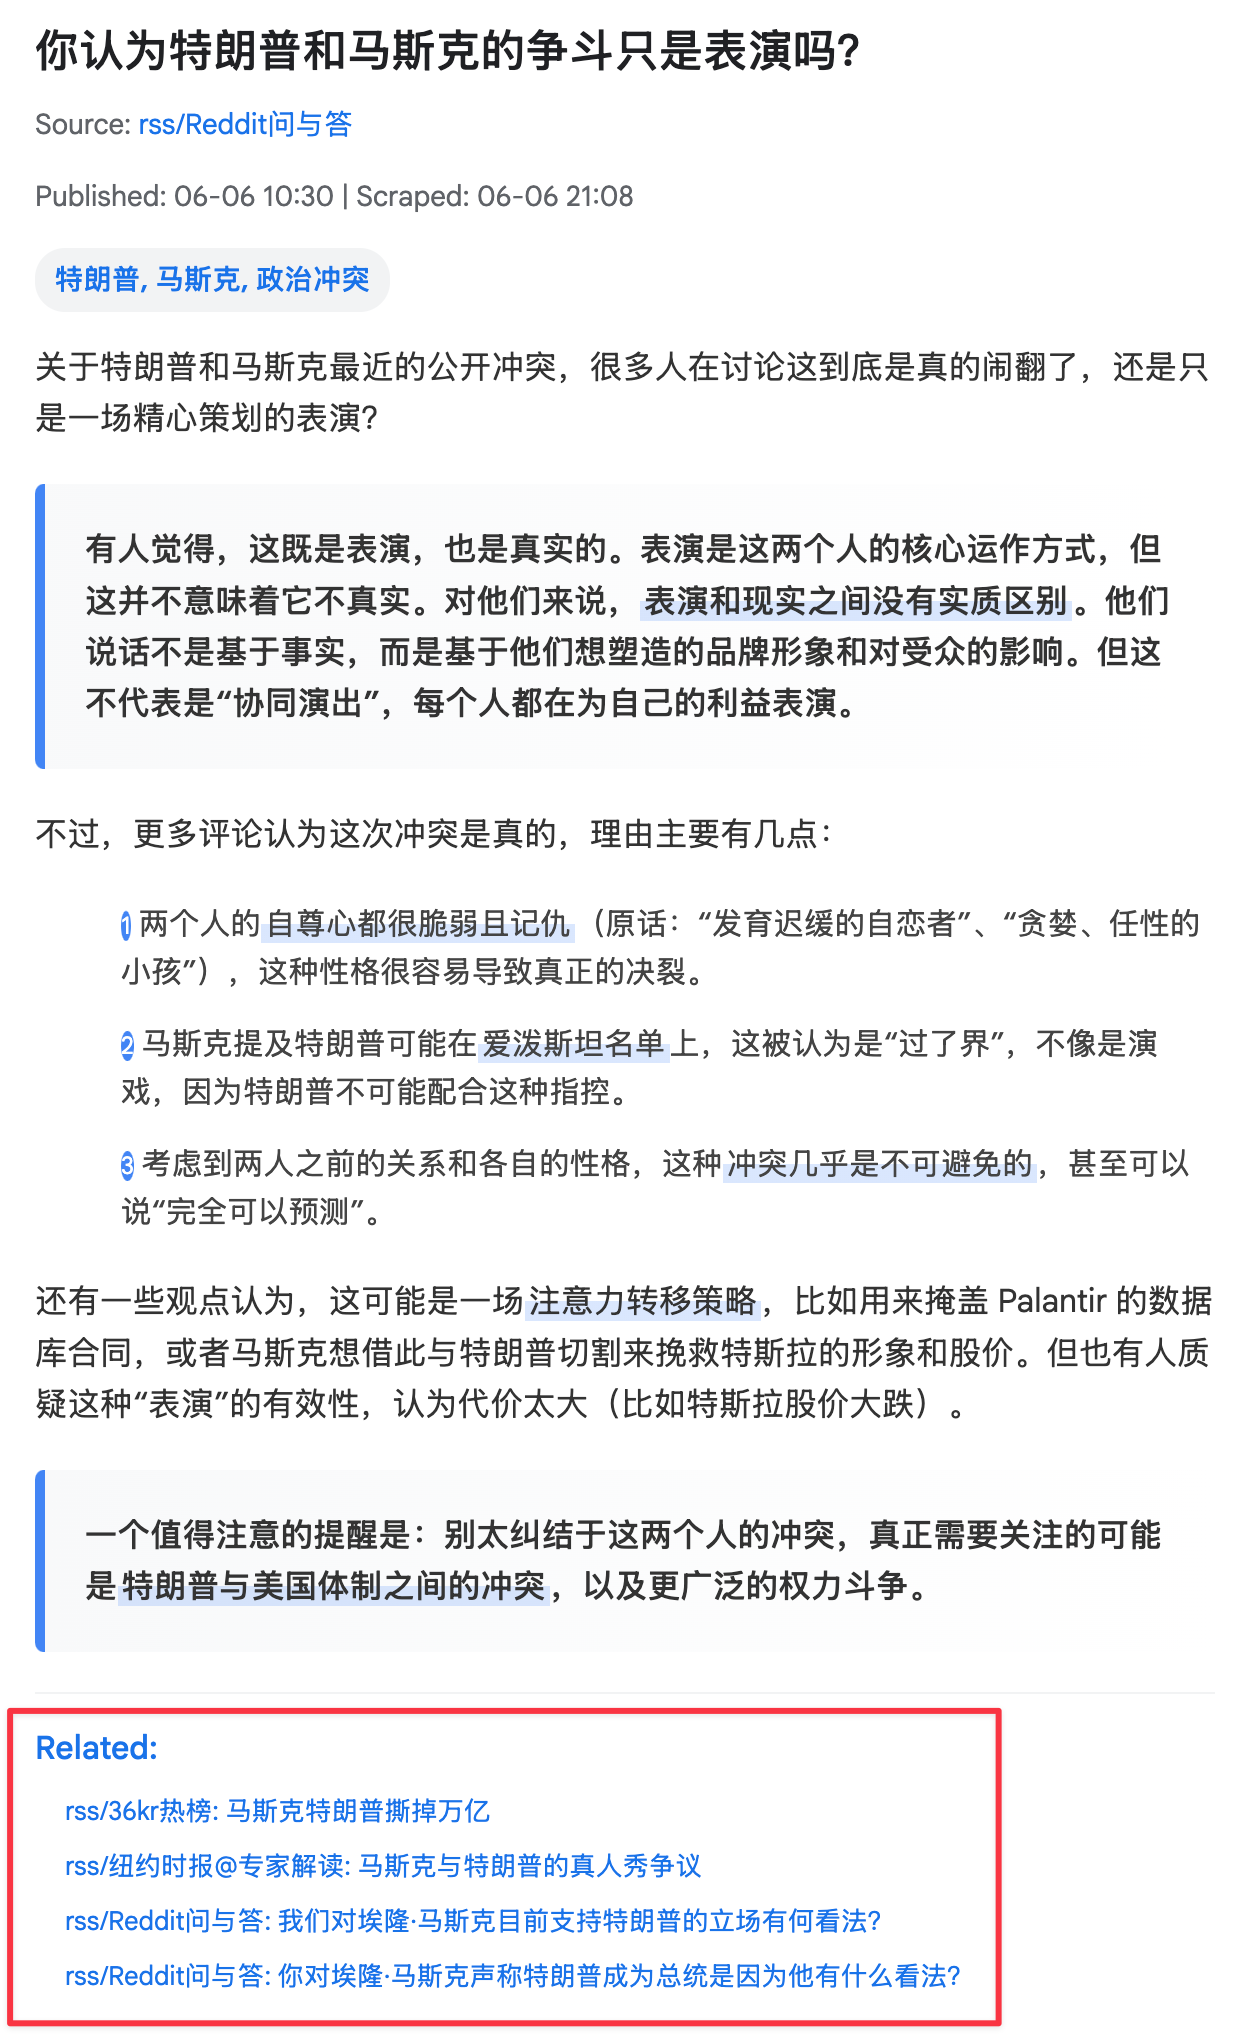 你认为特朗普和马斯克的争斗只是表演吗?
Source: rss/Reddit问与答
Published: 06-06 10:30 | Scraped: 06-06 21:08
特朗普, 马斯克, 政治冲突
关于特朗普和马斯克最近的公开冲突，很多人在讨论这到底是真的闹翻了，还是只
是一场精心策划的表演?
有人觉得，这既是表演，也是真实的。表演是这两个人的核心运作方式，但
这并不意味着它不真实。对他们来说，表演和现实之间没有实质区别。他们
说话不是基于事实，而是基于他们想塑造的品牌形象和对受众的影响。但这
不代表是“协同演出”，每个人都在为自己的利益表演。
不过，更多评论认为这次冲突是真的，理由主要有几点：
1 两个人的自尊心都很脆弱且记仇（原话：“发育迟缓的自恋者”、“贪婪、任性的
小孩”），这种性格很容易导致真正的决裂。
2 马斯克提及特朗普可能在爱泼斯坦名单上，这被认为是“过了界”，不像是演
戏，因为特朗普不可能配合这种指控。
3 考虑到两人之前的关系和各自的性格，这种冲突几乎是不可避免的，甚至可以
说“完全可以预测”。
还有一些观点认为，这可能是一场注意力转移策略，比如用来掩盖 Palantir 的数据
库合同，或者马斯克想借此与特朗普切割来挽救特斯拉的形象和股价。但也有人质
疑这种“表演”的有效性，认为代价太大（比如特斯拉股价大跌）。
一个值得注意的提醒是：别太纠结于这两个人的冲突，真正需要关注的可能
是特朗普与美国体制之间的冲突，以及更广泛的权力斗争。
Related:
rss/36kr热榜: 马斯克特朗普撕掉万亿
rss/纽约时报@专家解读: 马斯克与特朗普的真人秀争议
rss/Reddit问与答: 我们对埃隆·马斯克目前支持特朗普的立场有何看法?
rss/Reddit问与答: 你对埃隆·马斯克声称特朗普成为总统是因为他有什么看法?